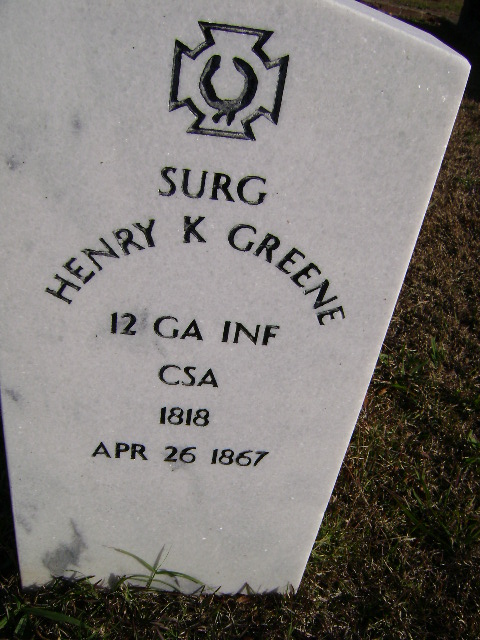 SURG
HENRY K GREENE
12 GA INF
CSA
1818
APR 26 1867